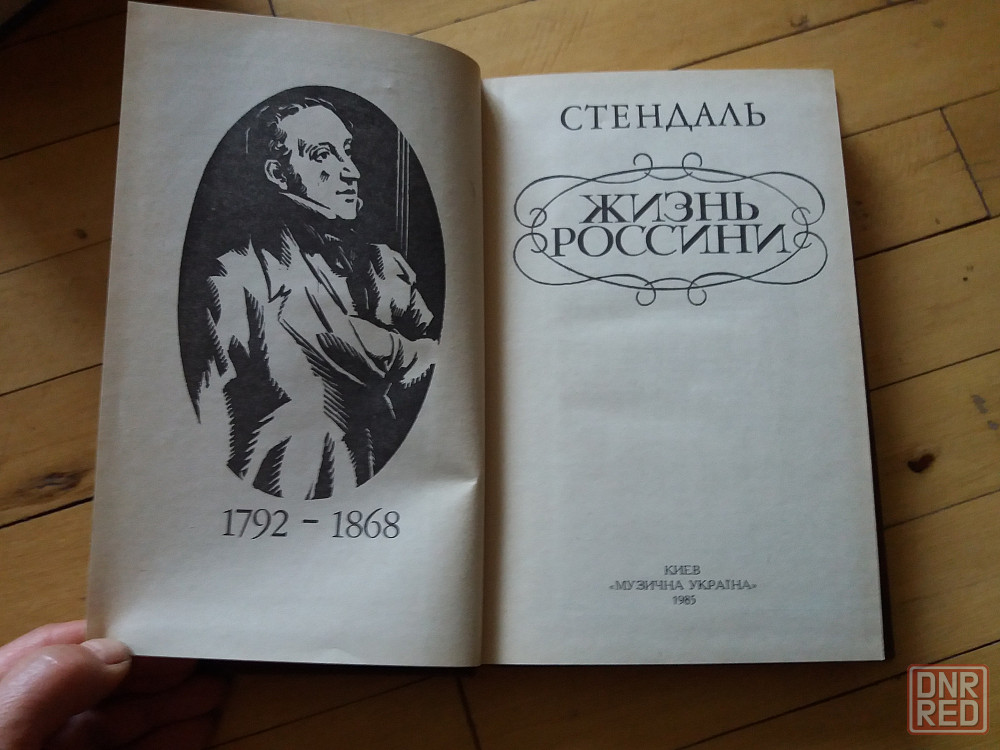 1792 – 1868
СТЕНДАЛЬ
ЖИЗНЬ
РОССИНИ
КИЕВ
«МУЗИЧНА УКРАЇНА»
1985
DNR
RED